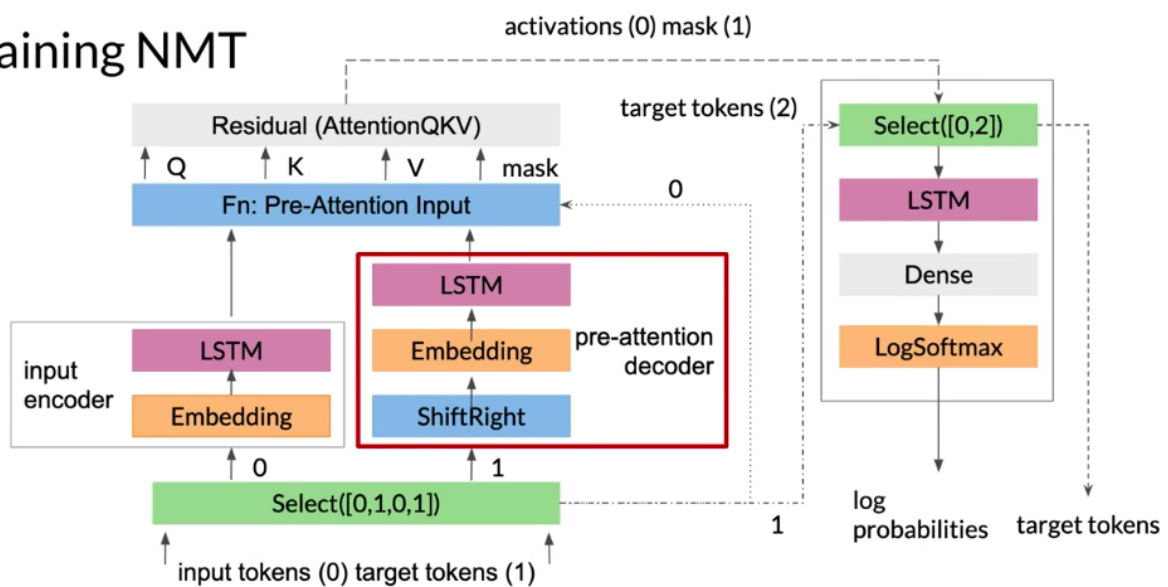 activations (0) mask (1)
aining NMT
target tokens (2)
Residual (AttentionQKV)
Select([0,2])
Q
K
V
mask
0
Fn: Pre-Attention Input
LSTM
LSTM
Dense
pre-attention
decoder
Embedding
LogSoftmax
input
encoder
LSTM
Embedding
ShiftRight
0
1
Select([0,1,0,1])
1
log
probabilities
target tokens
input tokens (0) target tokens (1)